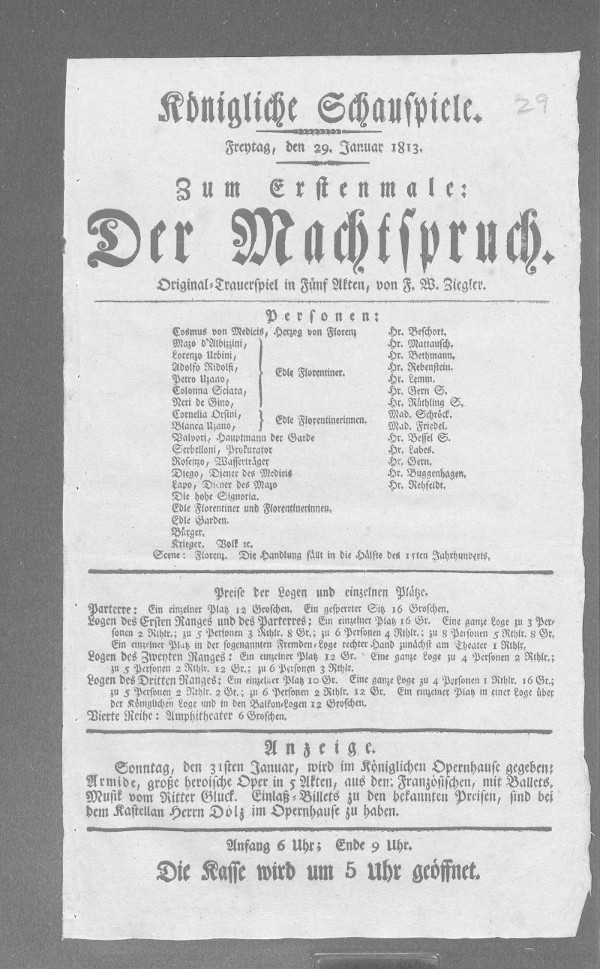 29
Königliche Schauspiele.
Freytag, den 29. Januar 1813.
Zum Erstenmale:
Der Machtspruch.
Original-Trauerspiel in Fünf Akten, von F. W. Ziegler.
Personen:
Cosmus von Medicis, Herzog von Florenz Hr. Beschort.
Mazo d'Albizzini, Hr. Mattausch.
Lorenzo Urbini, Hr. Bethmann.
Adolfo Ridolfi, Hr. Rebenstein.
Edle Florentiner.
Petro Uzano, Hr. Lemm.
Colonna Sciara, Hr. Gern S.
Neri de Gino, Hr. Rüthling S.
Cornelia Orsini, Mad. Schröck.
Edle Florentinerinnen.
Blanca Uzano, Mad. Friedel.
Valvori, Hauptmann der Garde Hr. Bessel S.
Serbelloni, Prokurator Hr. Labes.
Rosenzo, Wasserträger Hr. Gern.
Diego, Diener des Medicis Hr. Buggenhagen.
Lapo, Diener des Mazo Hr. Rehfeldt.
Die hohe Signoria.
Edle Florentiner und Florentinerinnen.
Edle Garden.
Bürger.
Krieger. Volk ꝛc.
Scene: Florenz. Die Handlung fällt in die Hälfte des 15ten Jahrhunderts.
Preise der Logen und einzelnen Plätze.
Parterre: Ein einzelner Platz 12 Groschen. Ein gesperrter Sitz 16 Groschen.
Logen des Ersten Ranges und des Parterres: Ein einzelner Platz 16 Gr. Eine ganze Loge zu 3 Per-
sonen 2 Rthlr.; zu 5 Personen 3 Rthlr. 8 Gr.; zu 6 Personen 4 Rthlr.; zu 8 Personen 5 Rthlr. 8 Gr.
Ein einzelner Platz in der sogenannten Fremden-Loge rechter Hand zunächst am Theater 1 Rthlr.
Logen des Zweyten Ranges: Ein einzelner Platz 12 Gr. Eine ganze Loge zu 4 Personen 2 Rthlr.;
zu 5 Personen 2 Rthlr. 12 Gr.; zu 6 Personen 3 Rthlr.
Logen des Dritten Ranges: Ein einzelner Platz 10 Gr. Eine ganze Loge zu 4 Personen 1 Rthlr. 16 Gr.;
zu 5 Personen 2 Rthlr. 2 Gr.; zu 6 Personen 2 Rthlr. 12 Gr. Ein einzelner Platz in einer Loge über
der Königlichen Loge und in den Balkon-Logen 12 Groschen.
Vierte Reihe: Amphitheater 6 Groschen.
Anzeige.
Sonntag, den 31sten Januar, wird im Königlichen Opernhause gegeben:
Armide, große heroische Oper in 5 Akten, aus dem Französischen, mit Ballets.
Musik vom Ritter Gluck. Einlaß-Billets zu den bekannten Preisen, sind bei
dem Kastellan Herrn Dölz im Opernhause zu haben.
Anfang 6 Uhr; Ende 9 Uhr.
Die Kasse wird um 5 Uhr geöffnet.